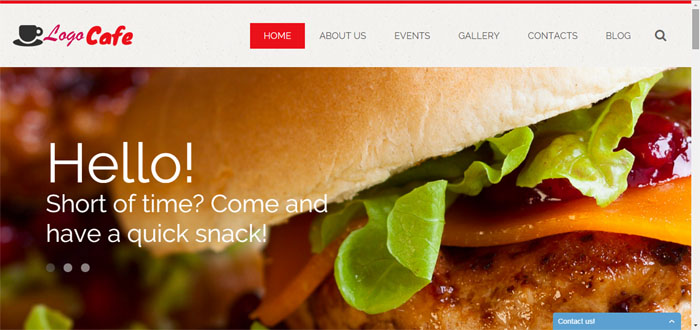 Logo Cafe
HOME ABOUT US EVENTS GALLERY CONTACTS BLOG
Hello!
Short of time? Come and
have a quick snack!
Contact us!